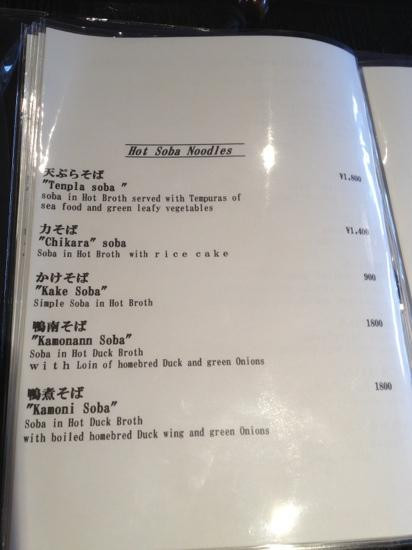 Hot Soba Noodles
天ぷらそば ¥1,800
"Tenpla soba "
soba in Hot Broth served with Tempuras of
sea food and green leafy vegetables
力そば ¥1,400
"Chikara" soba
Soba in Hot Broth with rice cake
かけそば 900
"Kake Soba"
Simple Soba in Hot Broth
鴨南そば 1800
"Kamonann Soba"
Soba in Hot Duck Broth
with Loin of homebred Duck and green Onions
鴨煮そば 1800
"Kamoni Soba"
Soba in Hot Duck Broth
with boiled homebred Duck wing and green Onions